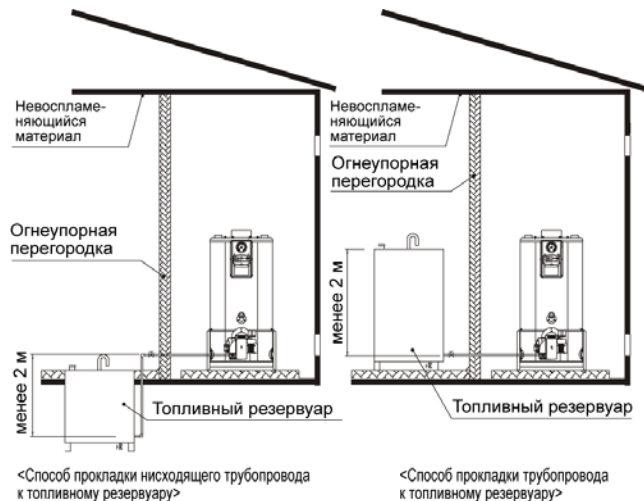 Невоспламе-
няющийся
материал
Огнеупорная
перегородка
менее 2 м
Топливный резервуар
<Способ прокладки нисходящего трубопровода
к топливному резервуару>
Невоспламе-
няющийся
материал
Огнеупорная
перегородка
менее 2 м
Топливный резервуар
<Способ прокладки трубопровода
к топливному резервуару>